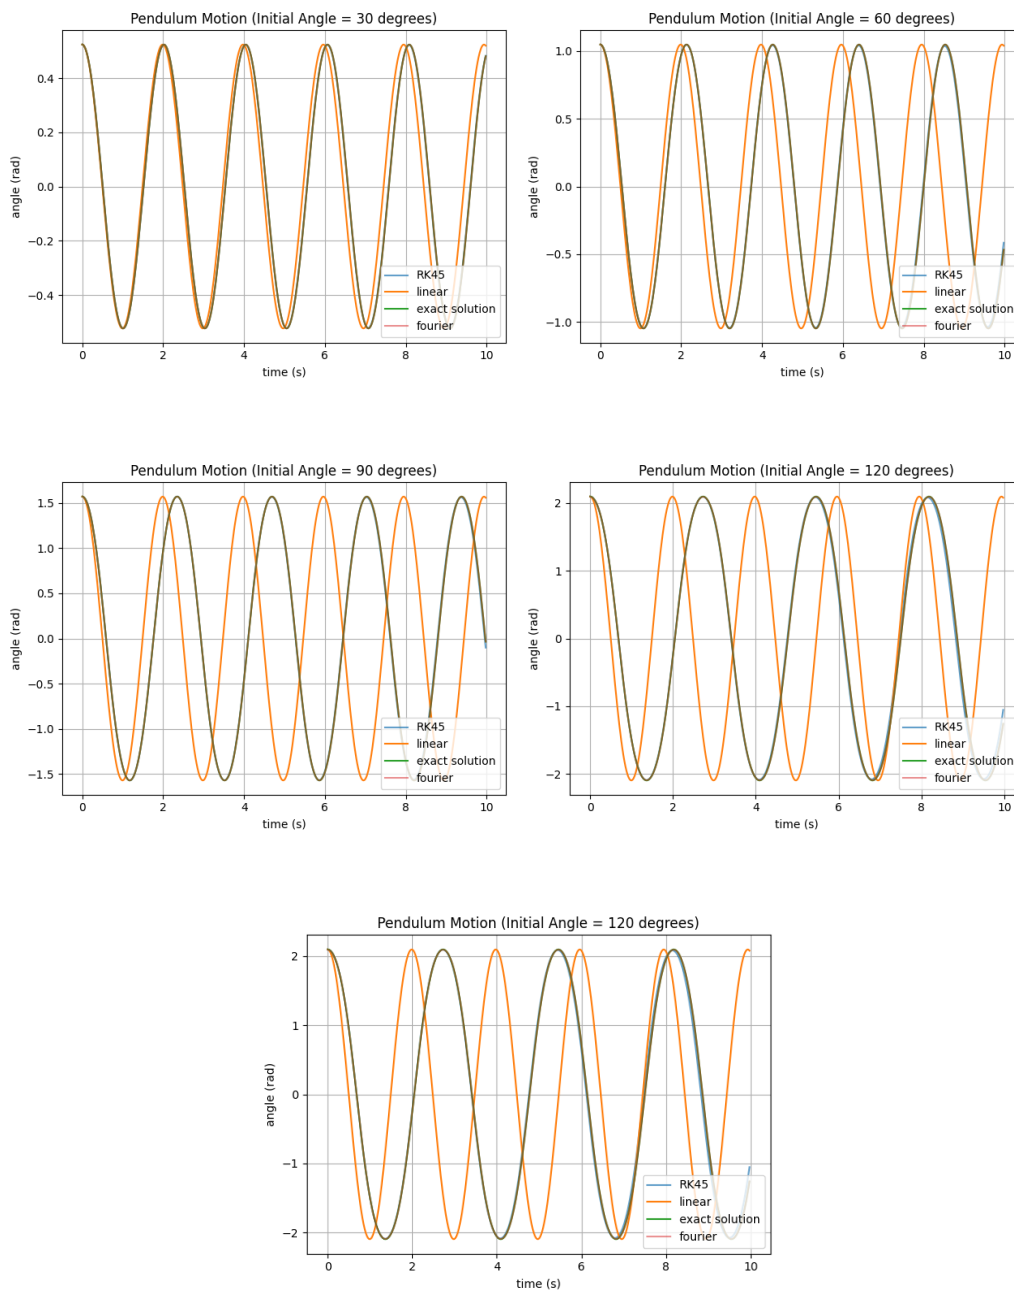 Pendulum Motion (Initial Angle = 30 degrees)
angle (rad)
0.4
0.2
0.0
−0.2
−0.4
RK45
linear
exact solution
fourier
0 2 4 6 8 10
time (s)
Pendulum Motion (Initial Angle = 60 degrees)
angle (rad)
1.0
0.5
0.0
−0.5
−1.0
RK45
linear
exact solution
fourier
0 2 4 6 8 10
time (s)
Pendulum Motion (Initial Angle = 90 degrees)
angle (rad)
1.5
1.0
0.5
0.0
−0.5
−1.0
−1.5
RK45
linear
exact solution
fourier
0 2 4 6 8 10
time (s)
Pendulum Motion (Initial Angle = 120 degrees)
angle (rad)
2
1
0
−1
−2
RK45
linear
exact solution
fourier
0 2 4 6 8 10
time (s)
Pendulum Motion (Initial Angle = 120 degrees)
angle (rad)
2
1
0
−1
−2
RK45
linear
exact solution
fourier
0 2 4 6 8 10
time (s)